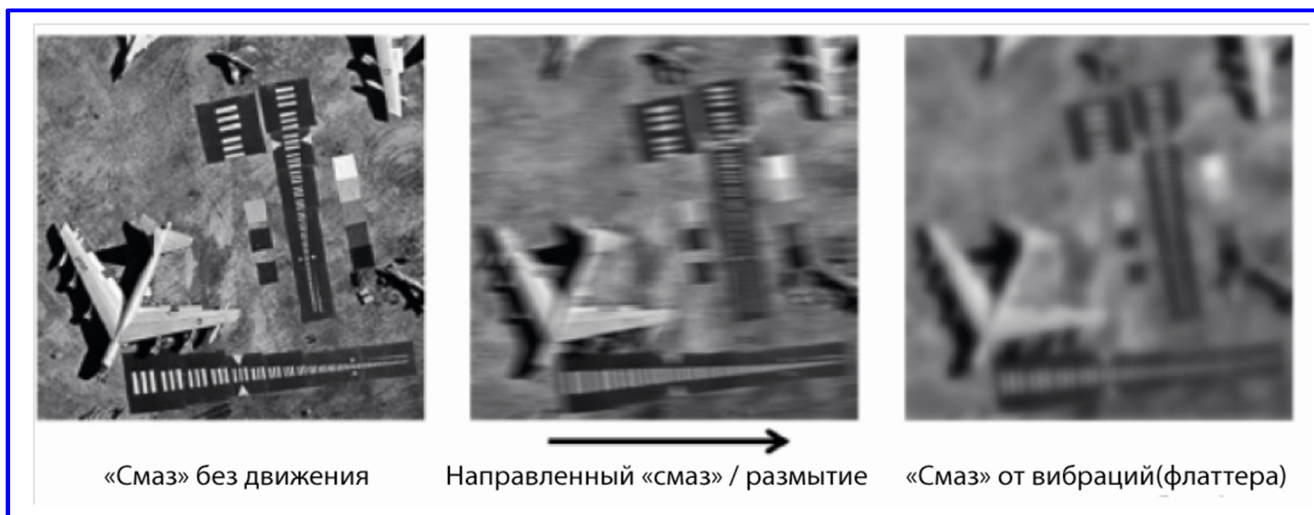 «Смаз» без движения
Направленный «смаз» / размытие
«Смаз» от вибраций(флаттера)